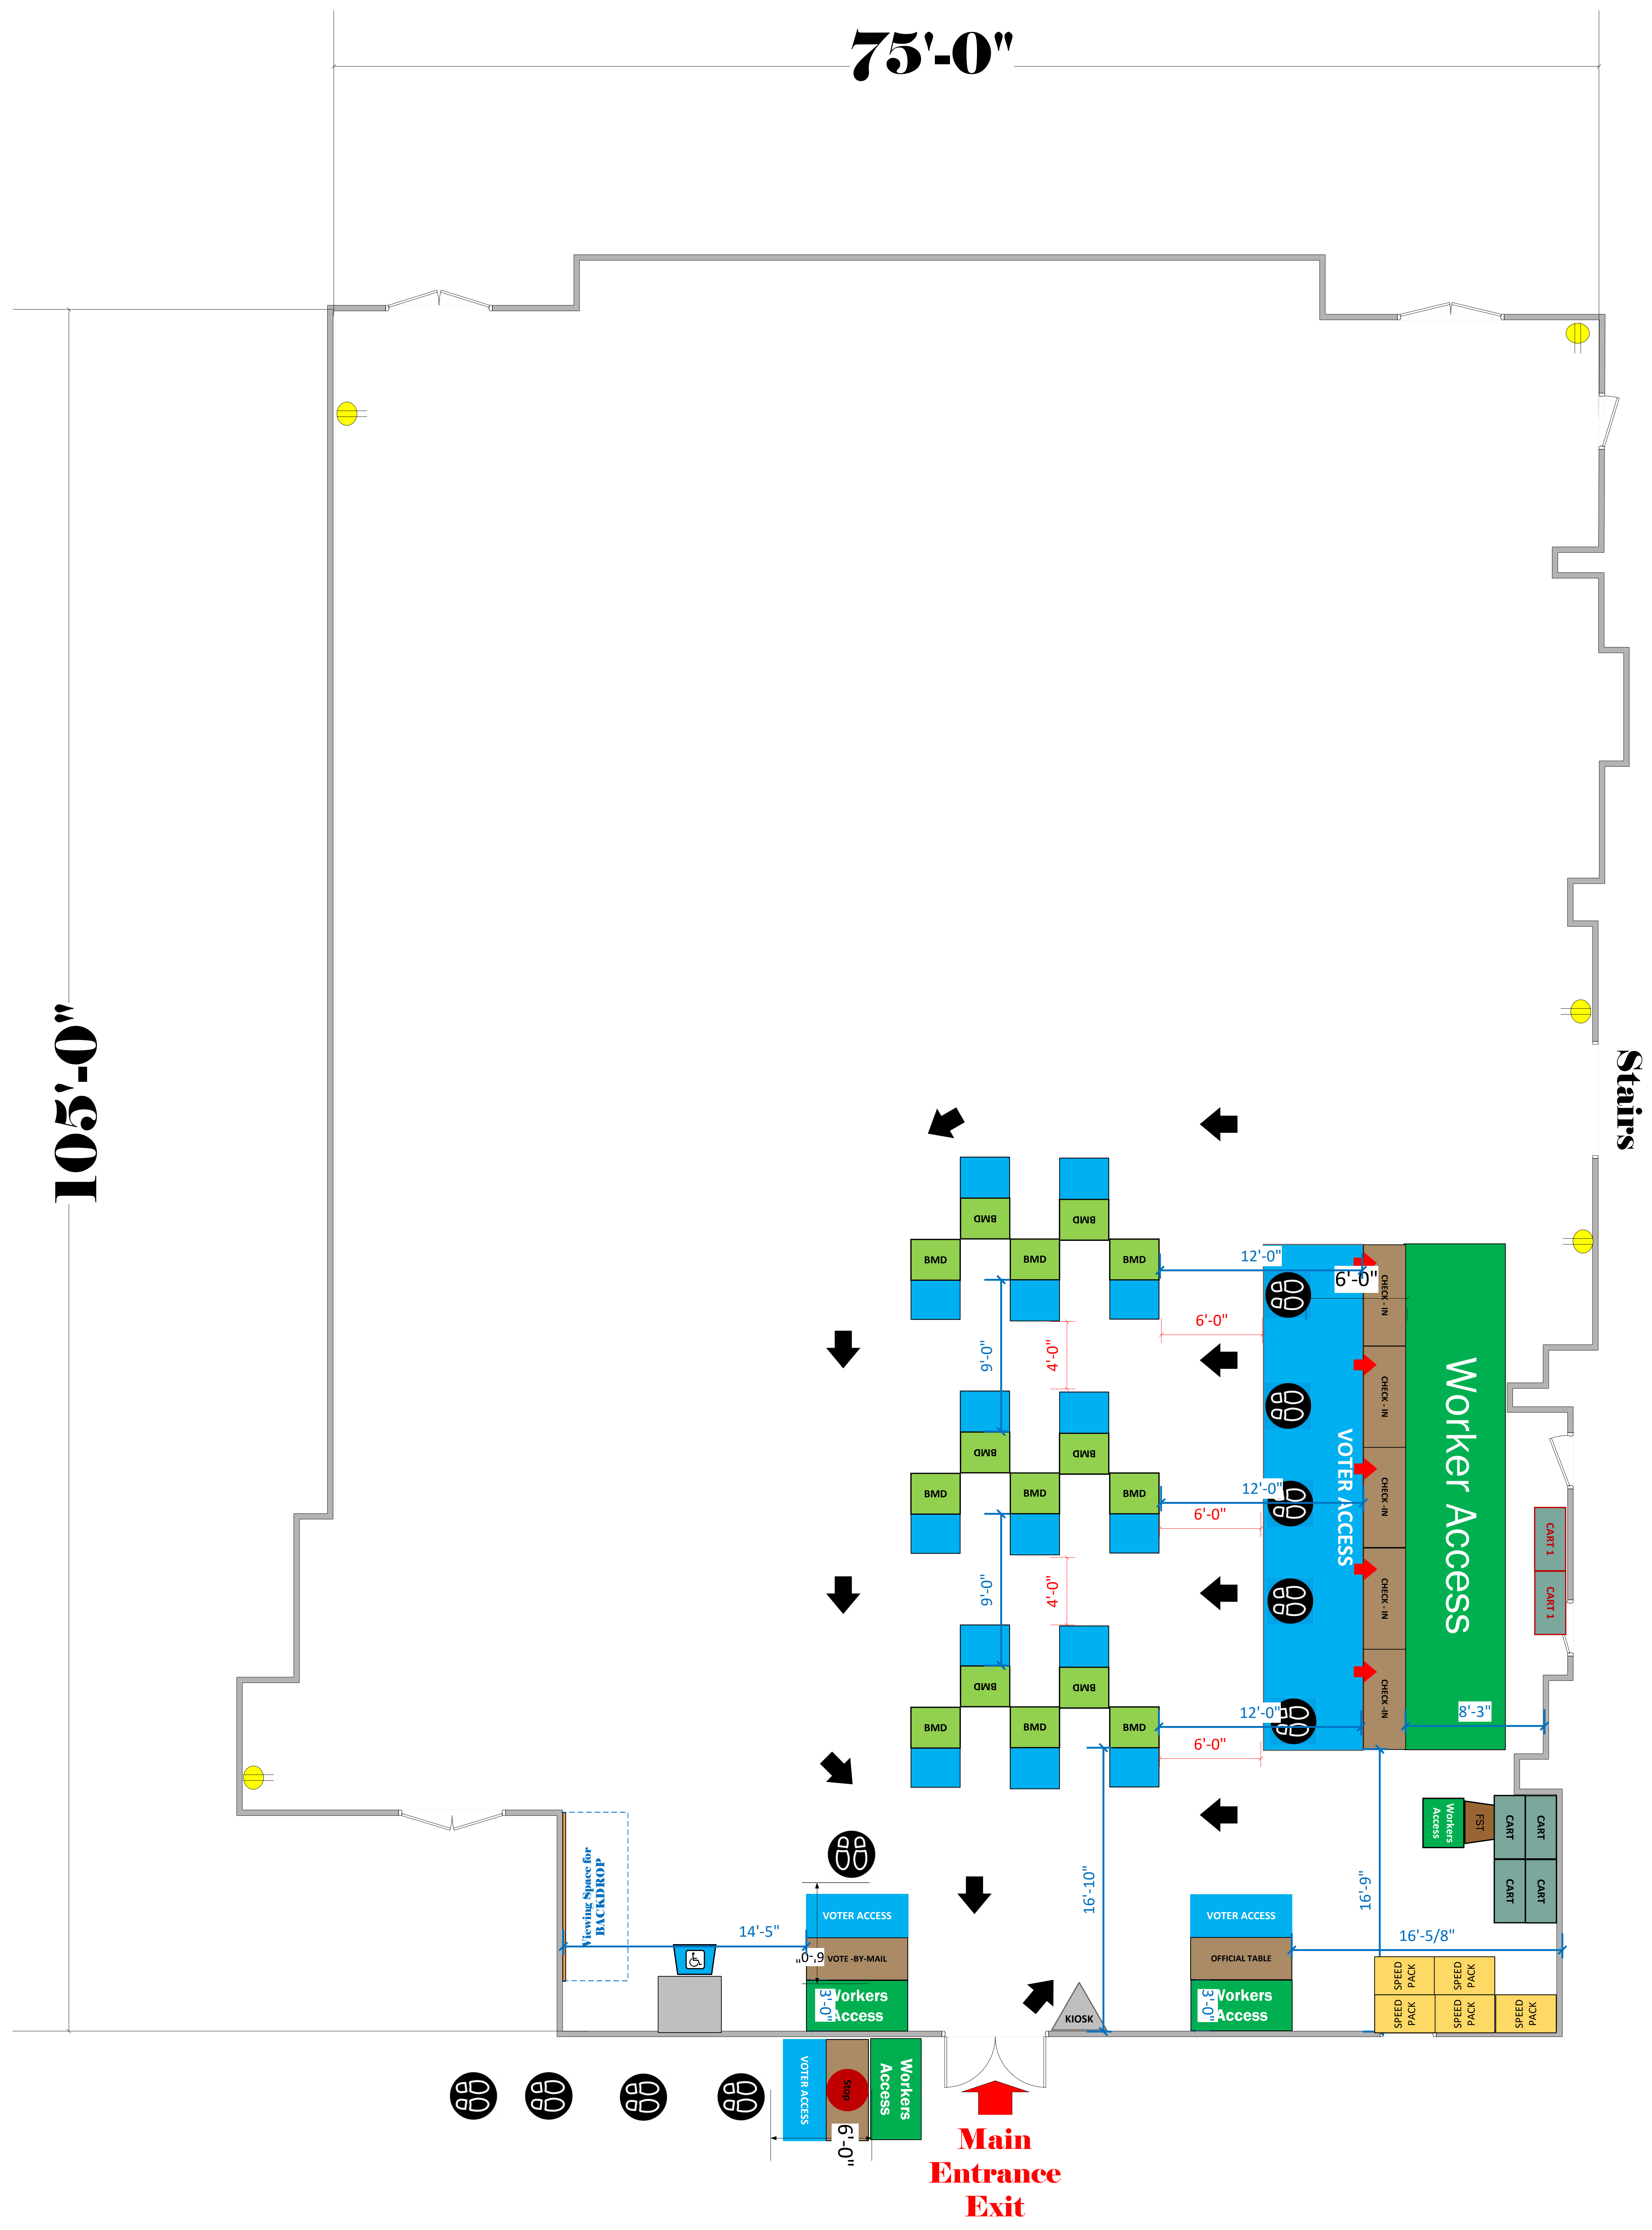 75'-0"
105'-0"
Stairs
BMD
BMD
BMD
BMD
BMD
12'-0"
6'-0"
CHECK - IN
6'-0"
9'-0"
4'-0"
CHECK - IN
Worker Access
VOTER ACCESS
BMD
BMD
BMD
BMD
BMD
12'-0"
6'-0"
CHECK -IN
CART 1
CART 1
9'-0"
4'-0"
CHECK - IN
BMD
BMD
BMD
BMD
BMD
12'-0"
6'-0"
CHECK -IN
8'-3"
Workers
Access
FST
CART
CART
CART
CART
Viewing Space for
BACKDROP
14'-5"
VOTER ACCESS
6'-0"
VOTE -BY-MAIL
3'-0"
Workers
Access
16'-10"
KIOSK
VOTER ACCESS
OFFICIAL TABLE
3'-0"
Workers
Access
16'-9"
16'-5/8"
SPEED
PACK
SPEED
PACK
SPEED
PACK
SPEED
PACK
SPEED
PACK
VOTER ACCESS
Stop
Workers
Access
6'-0"
Main
Entrance
Exit